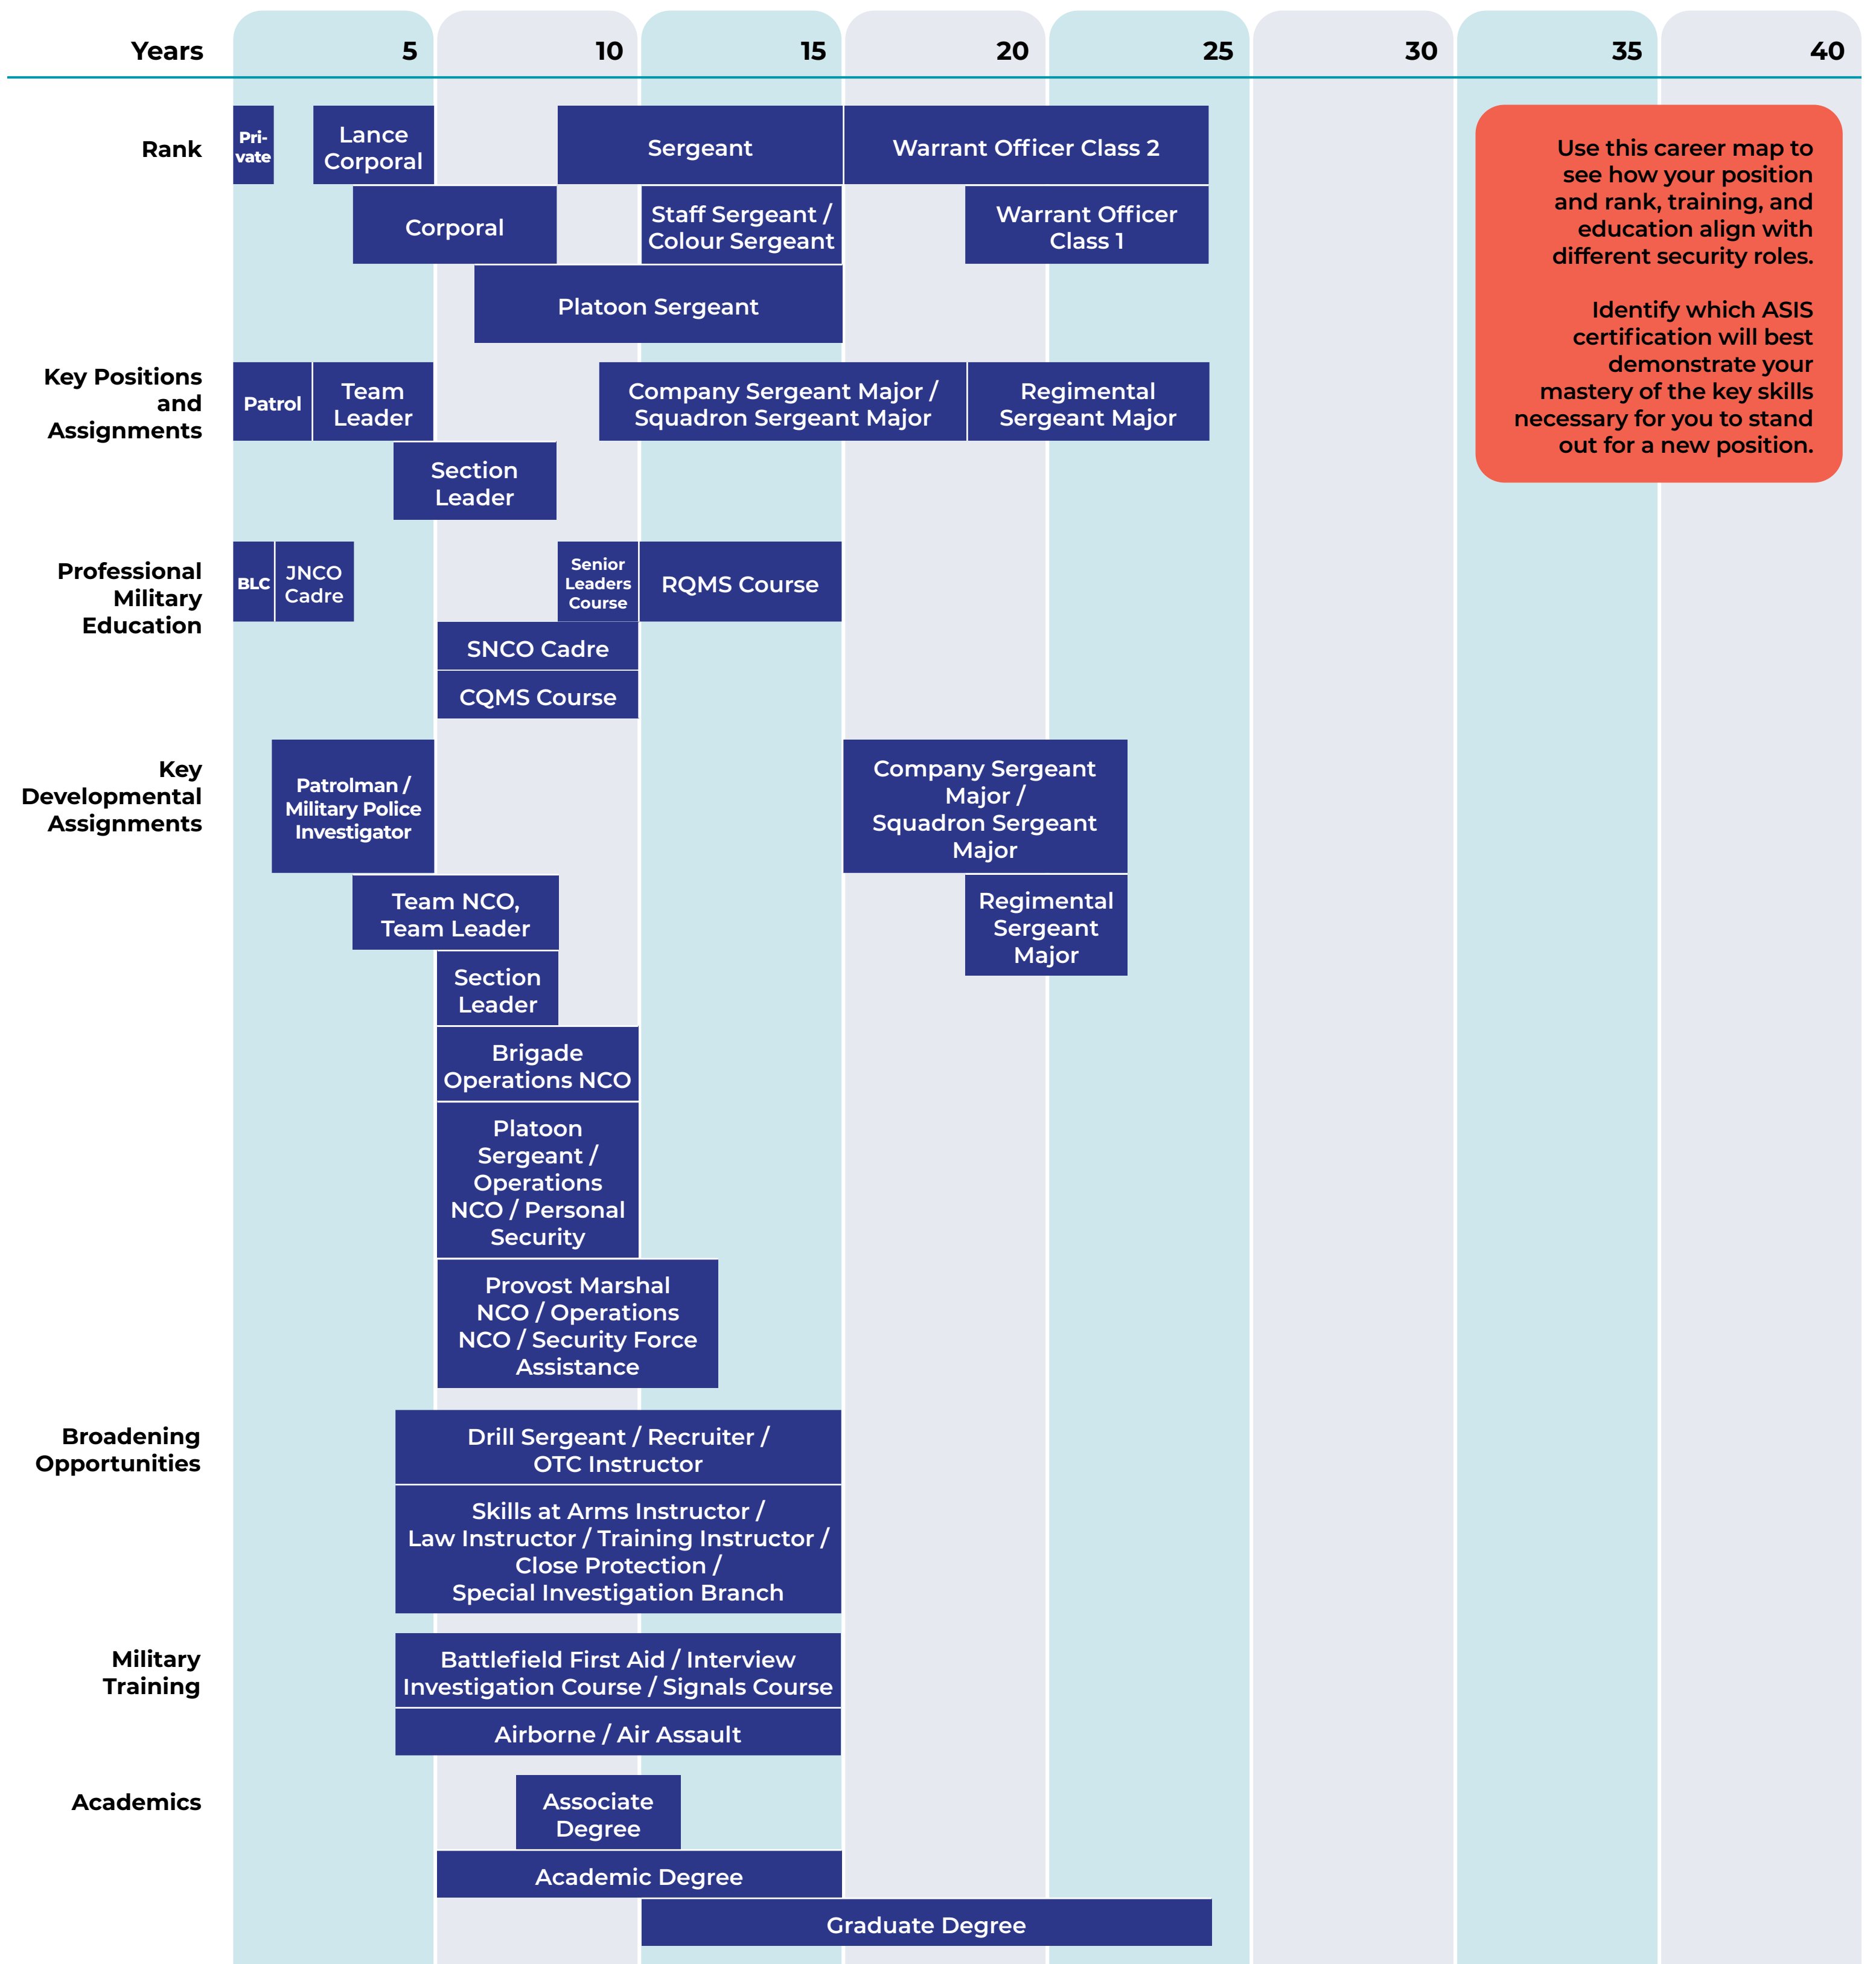 Years 5 10 15 20 25 30 35 40
Rank
Pri-
vate
Lance
Corporal
Sergeant
Warrant Officer Class 2
Corporal
Staff Sergeant /
Colour Sergeant
Warrant Officer
Class 1
Platoon Sergeant
Use this career map to
see how your position
and rank, training, and
education align with
different security roles.
Identify which ASIS
certification will best
demonstrate your
mastery of the key skills
necessary for you to stand
out for a new position.
Key Positions
and
Assignments
Patrol
Team
Leader
Company Sergeant Major /
Squadron Sergeant Major
Regimental
Sergeant Major
Section
Leader
Professional
Military
Education
BLC
JNCO
Cadre
Senior
Leaders
Course
RQMS Course
SNCO Cadre
CQMS Course
Key
Developmental
Assignments
Patrolman /
Military Police
Investigator
Company Sergeant
Major /
Squadron Sergeant
Major
Team NCO,
Team Leader
Regimental
Sergeant
Major
Section
Leader
Brigade
Operations NCO
Platoon
Sergeant /
Operations
NCO / Personal
Security
Provost Marshal
NCO / Operations
NCO / Security Force
Assistance
Broadening
Opportunities
Drill Sergeant / Recruiter /
OTC Instructor
Skills at Arms Instructor /
Law Instructor / Training Instructor /
Close Protection /
Special Investigation Branch
Military
Training
Battlefield First Aid / Interview
Investigation Course / Signals Course
Airborne / Air Assault
Academics
Associate
Degree
Academic Degree
Graduate Degree